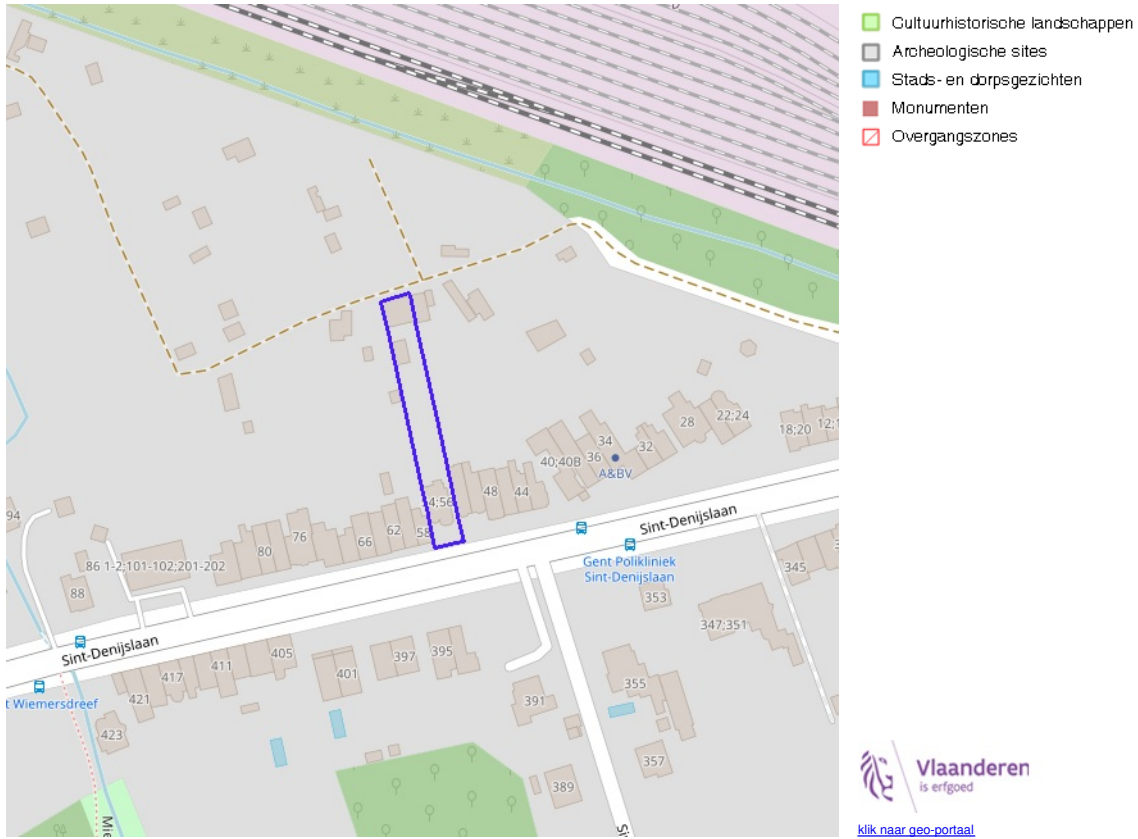 Cultuurhistorische landschappen
Archeologische sites
Stads- en dorpsgezichten
Monumenten
Overgangszones
34
36
32
28
22;24
18;20
40;40B
A&BV
48
44
4;56
58
62
66
76
80
86 1-2;101-102;201-202
88
94
Sint-Denijslaan
Gent Polikliniek
Sint-Denijslaan
345
353
347;351
Sint-Denijslaan
t Wiemersdreef
405
411
417
421
423
401
397
395
391
355
357
389
Mie
Vlaanderen
is erfgoed
klik naar geo-portaal